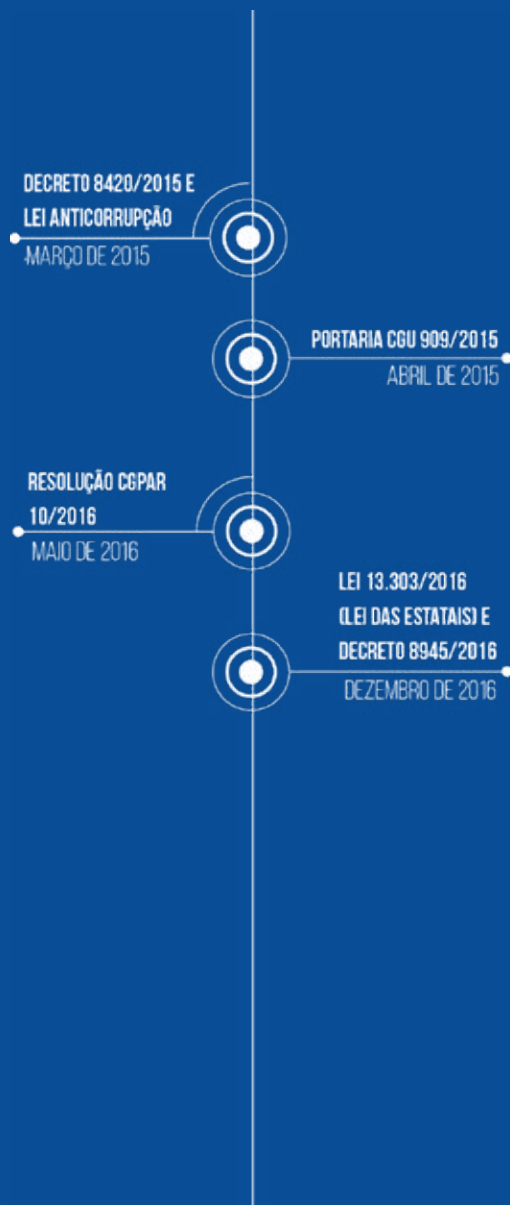 DECRETO 8420/2015 E
LEI ANTICORRUPÇÃO
MARÇO DE 2015
PORTARIA CGU 909/2015
ABRIL DE 2015
RESOLUÇÃO CGPAR
10/2016
MAIO DE 2016
LEI 13.303/2016
(LEI DAS ESTATAIS) E
DECRETO 8945/2016
DEZEMBRO DE 2016